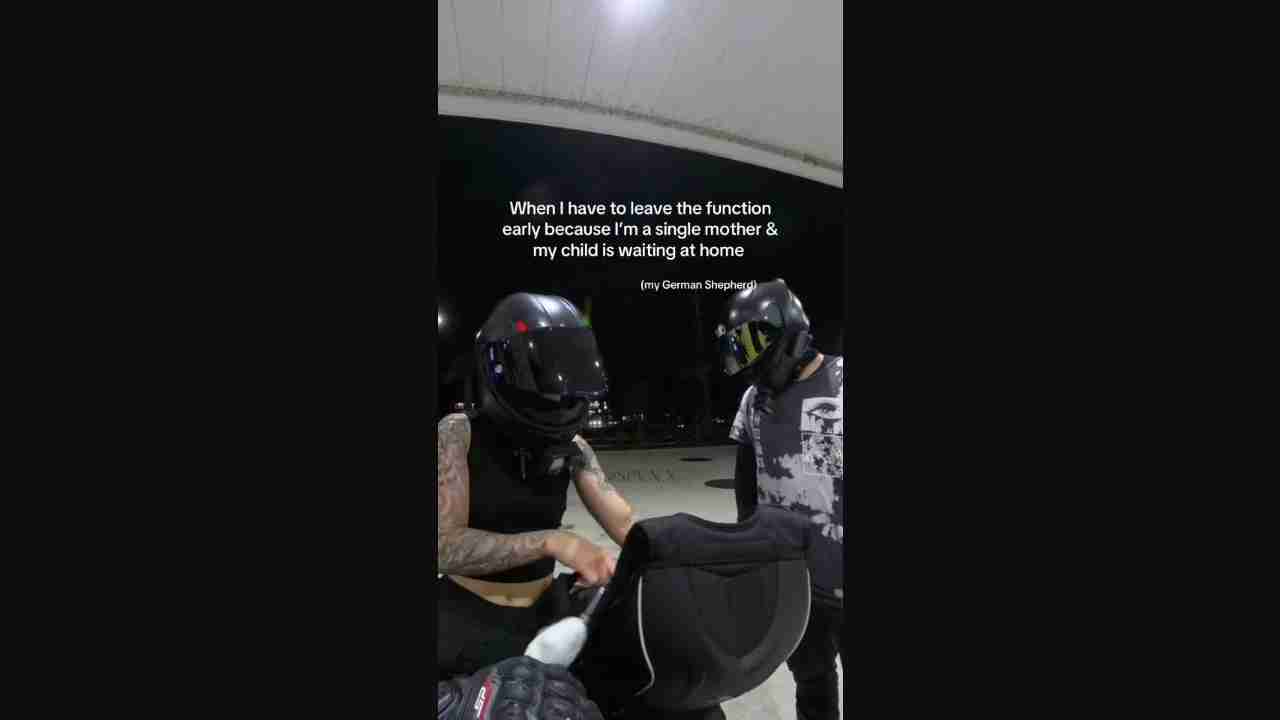 When I have to leave the function
early because I'm a single mother &
my child is waiting at home
(my German Shepherd)
SP